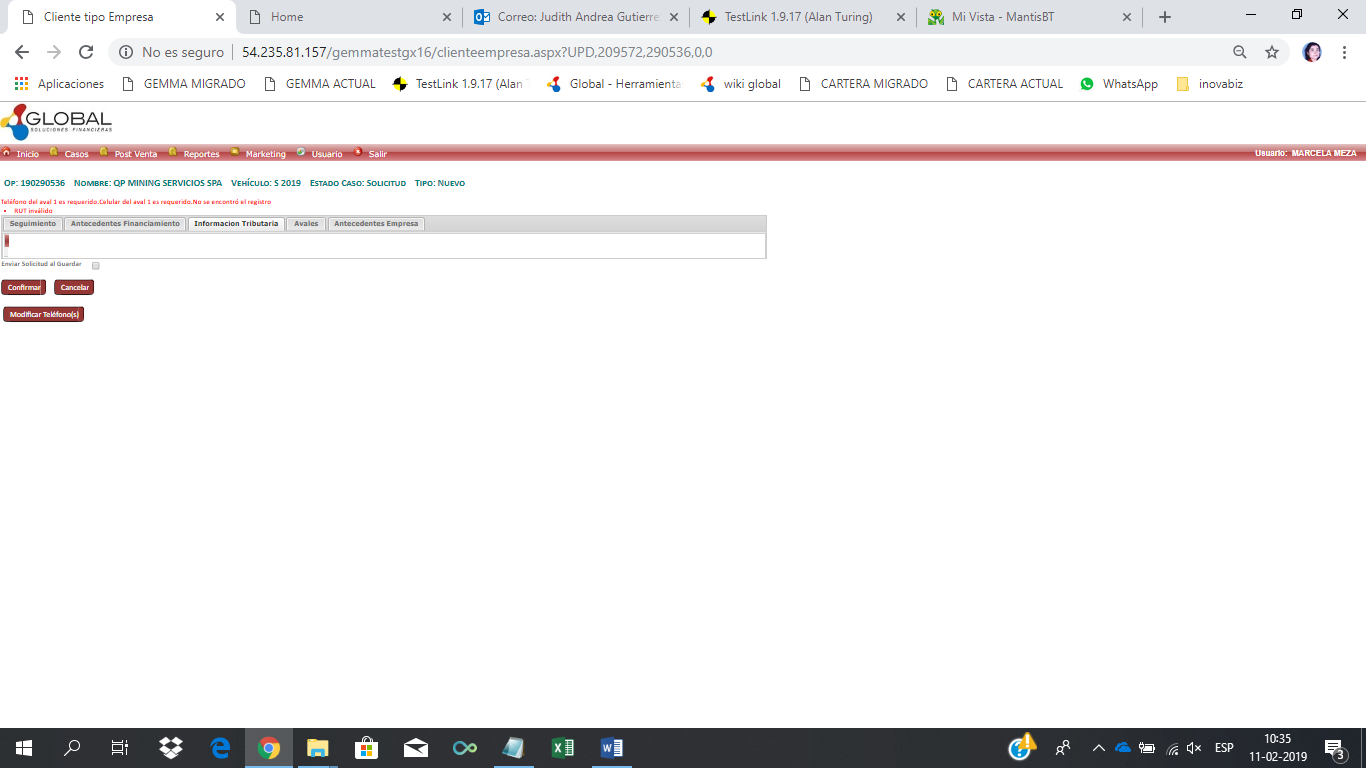 Cliente tipo Empresa
Home
Correo: Judith Andrea Gutierre
TestLink 1.9.17 (Alan Turing)
Mi Vista - MantisBT
No es seguro
54.235.81.157/gemmatestgx16/clienteempresa.aspx?UPD,209572,290536,0,0
Aplicaciones
GEMMA MIGRADO
GEMMA ACTUAL
TestLink 1.9.17 (Alan
Global - Herramienta
wiki global
CARTERA MIGRADO
CARTERA ACTUAL
WhatsApp
inovabiz
GLOBAL
SOLUCIONES FINANCIERAS
Inicio Casos Post Venta Reportes Marketing Usuario Salir
Usuario: MARCELA MEZA
Op: 190290536 Nombre: QP MINING SERVICIOS SPA Vehículo: S 2019 Estado Caso: Solicitud Tipo: Nuevo
Teléfono del aval 1 es requerido.Celular del aval 1 es requerido.No se encontró el registro
• RUT inválido
Seguimiento Antecedentes Financiamiento Informacion Tributaria Avales Antecedentes Empresa
Enviar Solicitud al Guardar
Confirmar Cancelar
Modificar Teléfono(s)
ESP
10:35
11-02-2019
3